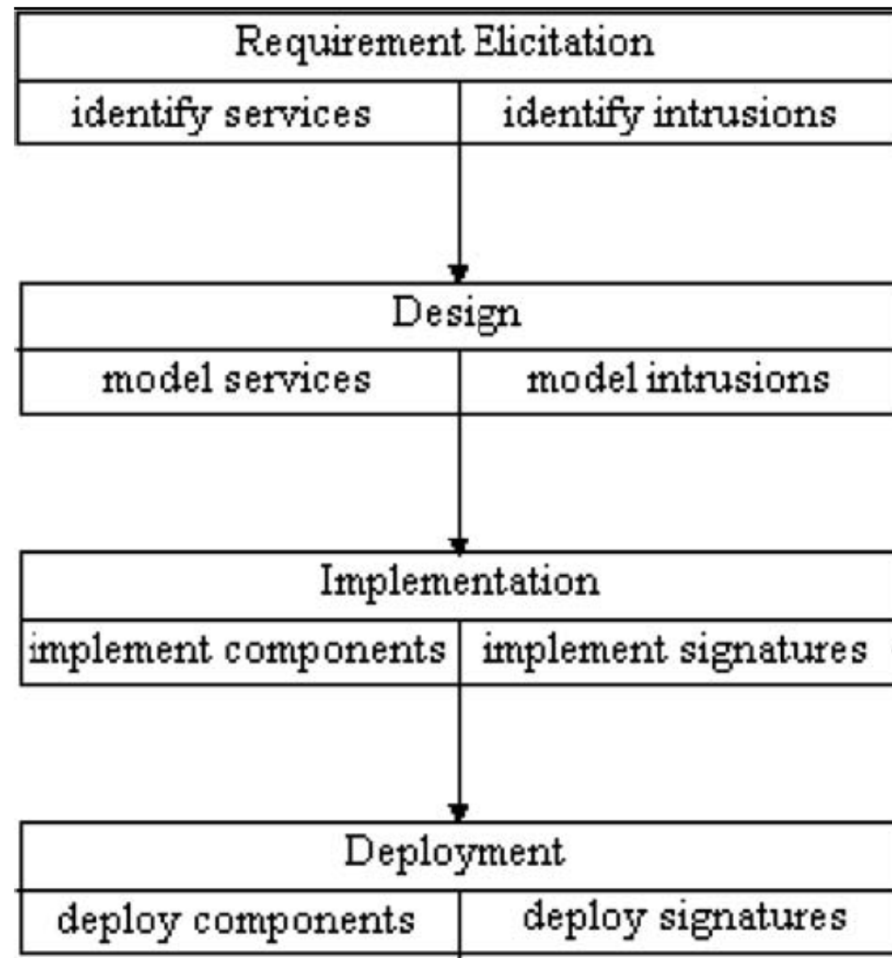 Requirement Elicitation
identify services identify intrusions
Design
model services model intrusions
Implementation
implement components implement signatures
Deployment
deploy components deploy signatures